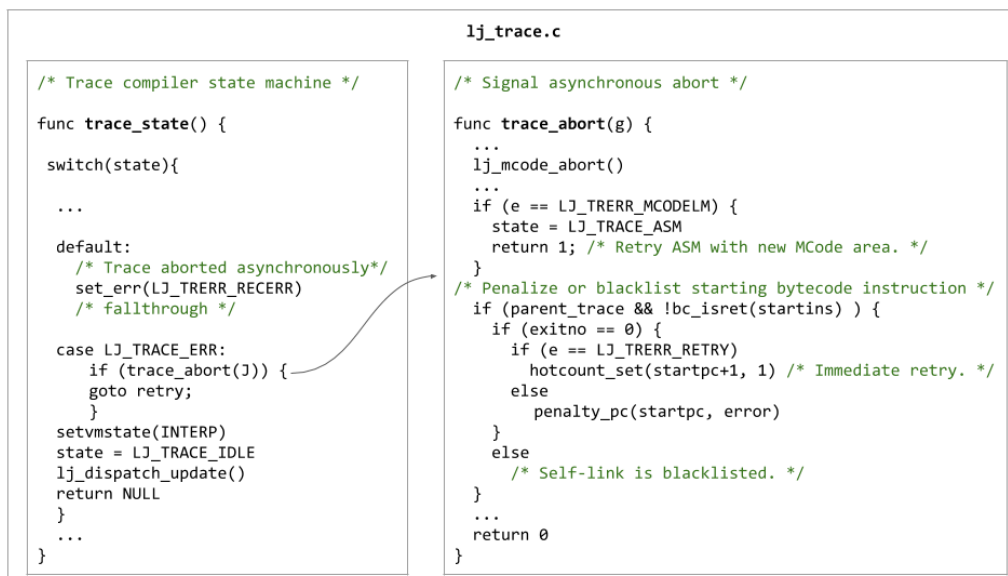 lj_trace.c
/* Trace compiler state machine */
func trace_state() {
switch(state){
...
default:
/* Trace aborted asynchronously*/
set_err(LJ_TRERR_RECERR)
/* fallthrough */
case LJ_TRACE_ERR:
if (trace_abort(J)) {
goto retry;
}
setvmstate(INTERP)
state = LJ_TRACE_IDLE
lj_dispatch_update()
return NULL
}
...
}
/* Signal asynchronous abort */
func trace_abort(g) {
...
lj_mcode_abort()
...
if (e == LJ_TRERR_MCODELM) {
state = LJ_TRACE_ASM
return 1; /* Retry ASM with new MCode area. */
}
/* Penalize or blacklist starting bytecode instruction */
if (parent_trace && !bc_isret(startins) ) {
if (exitno == 0) {
if (e == LJ_TRERR_RETRY)
hotcount_set(startpc+1, 1) /* Immediate retry. */
else
penalty_pc(startpc, error)
}
else
/* Self-link is blacklisted. */
}
...
return 0
}